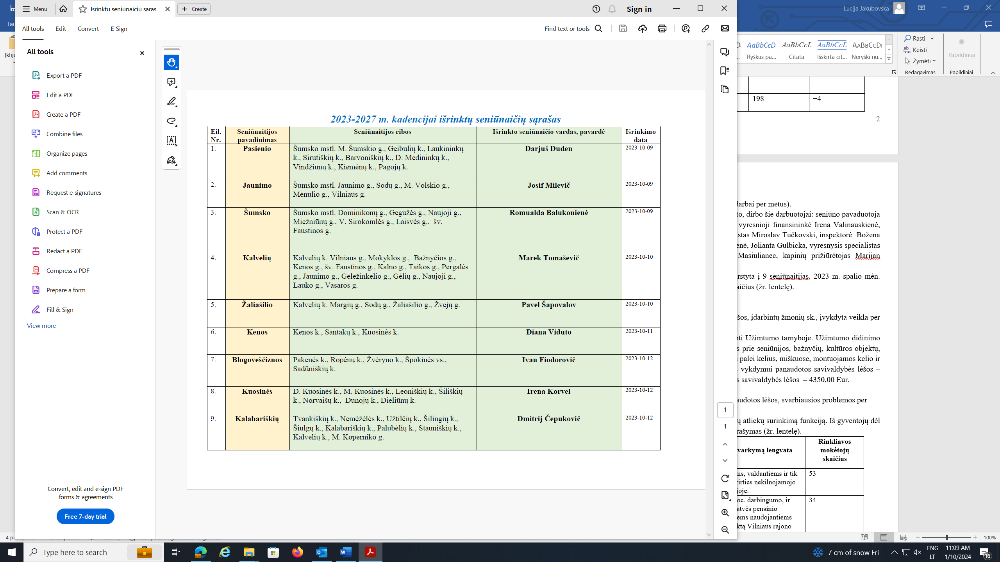 Menu
Isrinktu seniunaiciu saras...
Create
Sign in
All tools
Edit
Convert
E-Sign
Find text or tools
All tools
Export a PDF
Edit a PDF
Create a PDF
Combine files
Organize pages
Add comments
Request e-signatures
Scan & OCR
Protect a PDF
Redact a PDF
Compress a PDF
Prepare a form
Fill & Sign
View more
Convert, edit and e-sign PDF
forms & agreements.
Free 7-day trial
2023-2027 m. kadencijai išrinktų seniūnaičių sąrašas
Eil. Nr.
Seniūnaitijos pavadinimas
Seniūnaitijos ribos
Išrinkto seniūnaičio vardas, pavardė
Išrinkimo data
1. Pasienio
Šumsko mstl. M. Šumskio g., Geibulių k., Laukininkų
k., Sirutiškių k., Barvoniškių k., D. Medininkų k.,
Vindžiūnų k., Kiemėnų k., Pagojų k.
Darjuš Duden
2023-10-09
2. Jaunimo
Šumsko mstl. Jaunimo g., Sodų g., M. Volskio g.,
Mėnulio g., Vilniaus g.
Josif Milevič
2023-10-09
3. Šumsko
Šumsko mstl. Dominikonų g., Gegužės g., Naujoji g.,
Miežniūnų g., V. Sirokomlės g., Laisvės g., šv.
Faustinos g.
Romualda Balukonienė
2023-10-09
4. Kalvelių
Kalvelių k. Vilniaus g., Mokyklos g., Bažnyčios g.,
Kenos g., šv. Faustinos g., Kalno g., Taikos g., Pergalės
g., Jaunimo g., Geležinkelio g., Gėlių g., Naujoji g.,
Lauko g., Vasaros g.
Marek Tomaševič
2023-10-10
5. Žaliašilio
Kalvelių k. Margių g., Sodų g., Žaliašilio g., Žvejų g.
Pavel Šapovalov
2023-10-10
6. Kenos
Kenos k., Santakų k., Kuosinės k.
Diana Viduto
2023-10-11
7. Blogoveščiznos
Pakenės k., Ropėnų k., Žvėryno k., Špokinės vs.,
Sadūniškių k.
Ivan Fiodorovič
2023-10-12
8. Kuosinės
D. Kuosinės k., M. Kuosinės k., Leoniškių k., Šiliškių
k., Norvaišų k., Dunojų k., Dieliūnų k.
Irena Korvel
2023-10-12
9. Kalabariškių
Tvankiškių k., Nemėžėlės k., Užtilčių k., Šilingių k.,
Šiulgų k., Kalabariškių k., Palubėlių k., Stauniškių k.,
Kalvelių k., M. Koperniko g.
Dmitrij Čepukovič
2023-10-12
1
1
Lucija Jakubovska
AaBbCcDc
AaBbCcL
AaBbCcL
AaBbCcDI
Ryškus pa...
Citata
Išskirta cit...
Neryški nu...
Rasti
Keisti
Žymėti
Redagavimas
Papildiniai
Papildiniai
198
+4
2
darbai per metus).
to, dirbo šie darbuotojai: seniūno pavaduotoja
vyresnioji finansininkė Irena Valinauskienė,
istas Miroslav Tučkovski, inspektorė Božena
enė, Jolianta Gulbicka, vyresnysis specialistas
Masiulianec, kapinių prižiūrėtojas Marijan
rstyta į 9 seniūnaitijas. 2023 m. spalio mėn.
aičius (žr. lentelę).
šos, įdarbintų žmonių sk., įvykdyta veikla per
oti Užimtumo tarnyboje. Užimtumo didinimo
s prie seniūnijos, bažnyčių, kultūros objektų,
s palei kelius, miškuose, montuojamos kelio ir
s vykdymui panaudotos savivaldybės lėšos –
s savivaldybės lėšos – 4350,00 Eur.
audotos lėšos, svarbiausios problemos per
ų atliekų surinkimą funkciją. Iš gyventojų dėl
rašymas (žr. lentelę).
varkymą lengvata
Rinkliavos mokėtojų skaičius
ms, valdantiems ir tik
kirties nekilnojamojo
joje.
53
oc. darbingumo, ir
atvės pensinio
ems naudojantiems
ktą Vilniaus rajono
34
100%
Type here to search
7 cm of snow Fri
ENG
LT
11:09 AM
1/10/2024
16